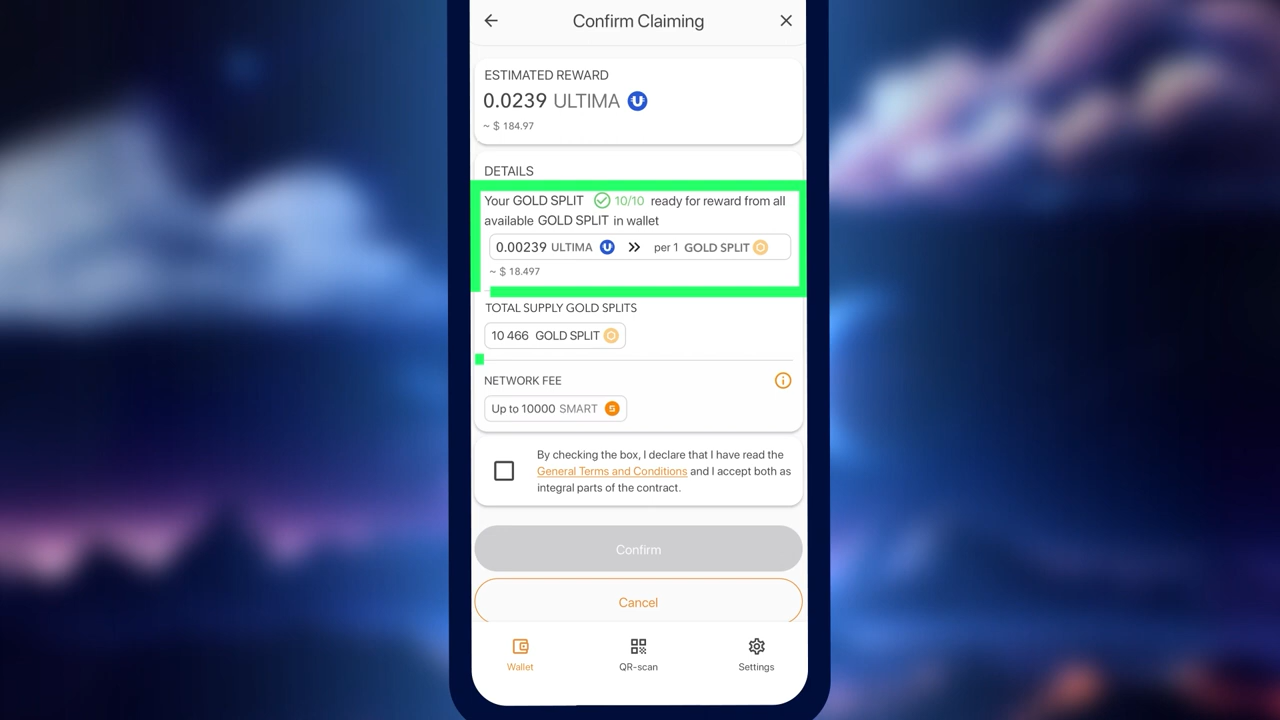 Confirm Claiming
ESTIMATED REWARD
0.0239 ULTIMA
~ $ 184.97
DETAILS
Your GOLD SPLIT 10/10 ready for reward from all
available GOLD SPLIT in wallet
0.00239 ULTIMA >> per 1 GOLD SPLIT
~ $ 18.497
TOTAL SUPPLY GOLD SPLITS
10 466 GOLD SPLIT
NETWORK FEE
Up to 10000 SMART
By checking the box, I declare that I have read the
General Terms and Conditions and I accept both as
integral parts of the contract.
Confirm
Cancel
Wallet QR-scan Settings